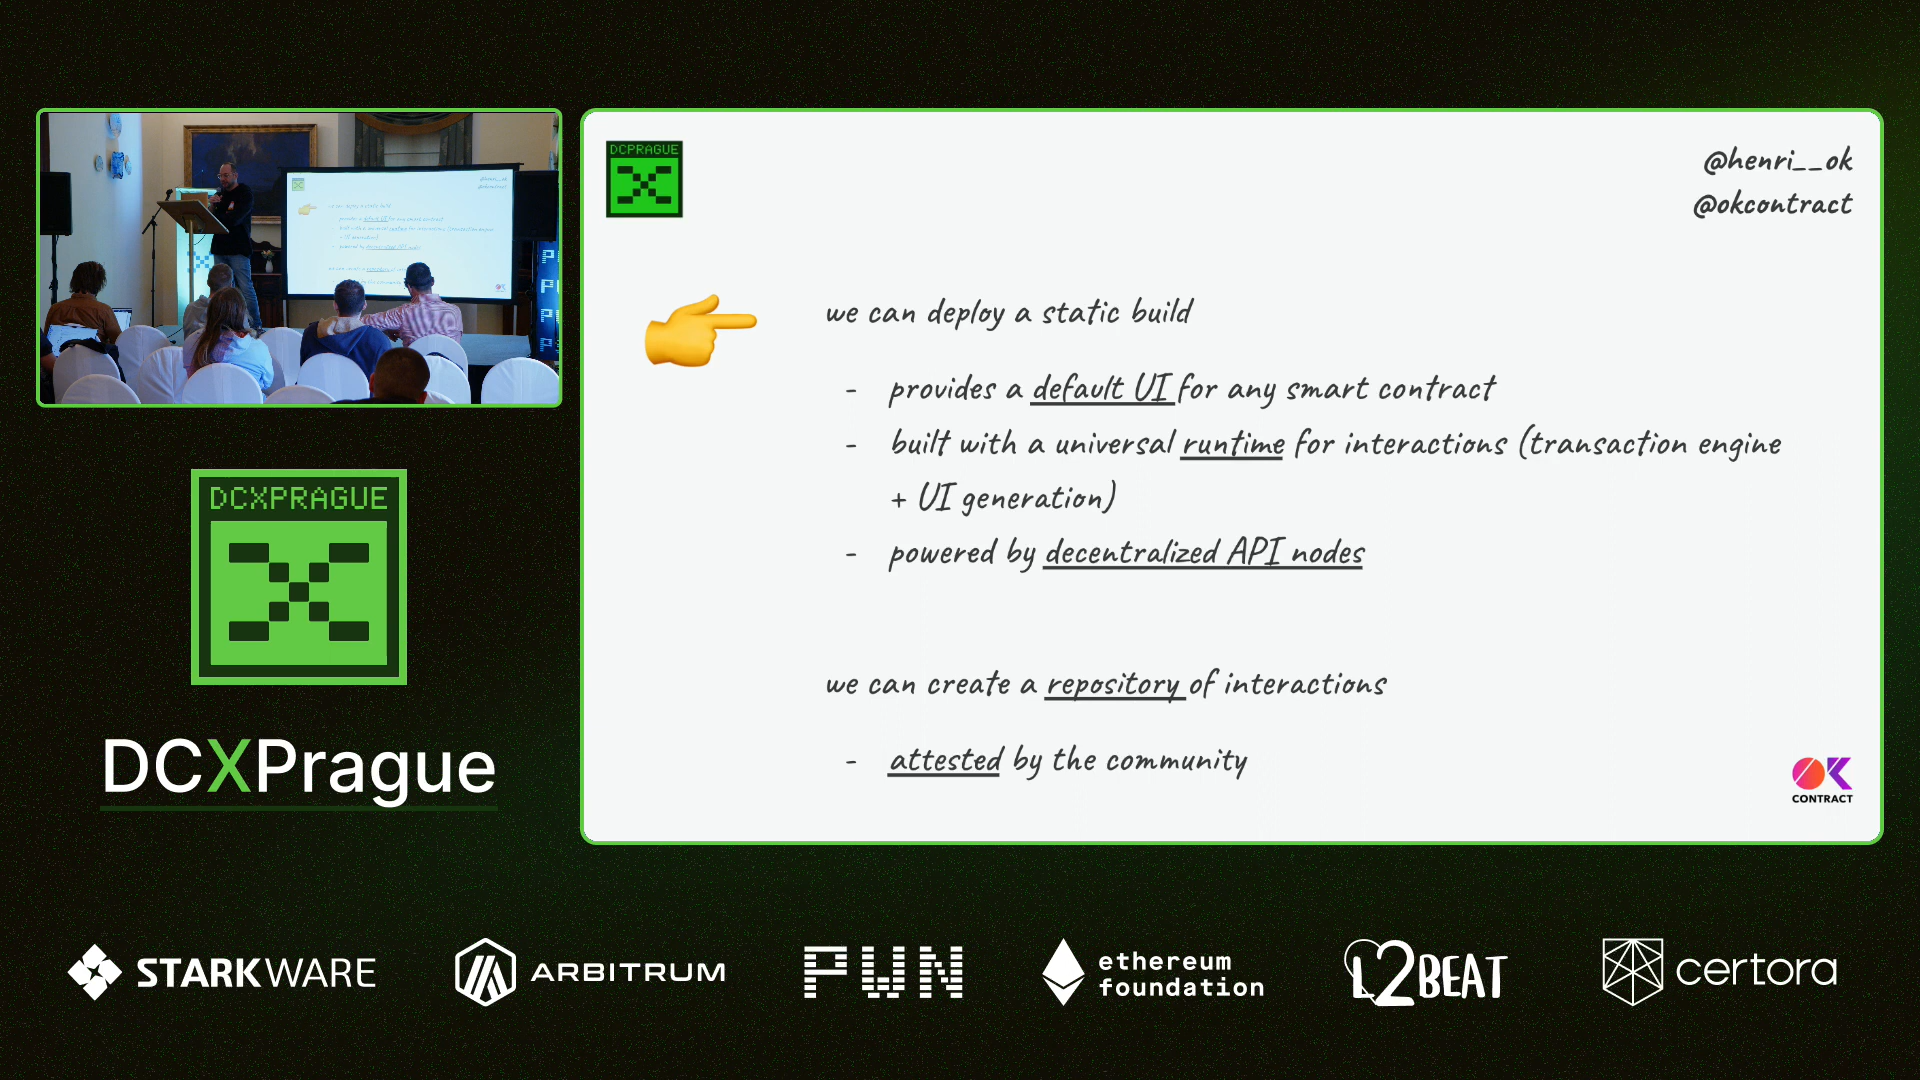 DCPRAGUE
@henri__ok
@okcontract
we can deploy a static build
- provides a default UI for any smart contract
- built with a universal runtime for interactions (transaction engine
+ UI generation)
- powered by decentralized API nodes
we can create a repository of interactions
- attested by the community
OK
CONTRACT
DCXPRAGUE
DCXPrague
STARKWARE
ARBITRUM
PWN
ethereum
foundation
L2BEAT
certora